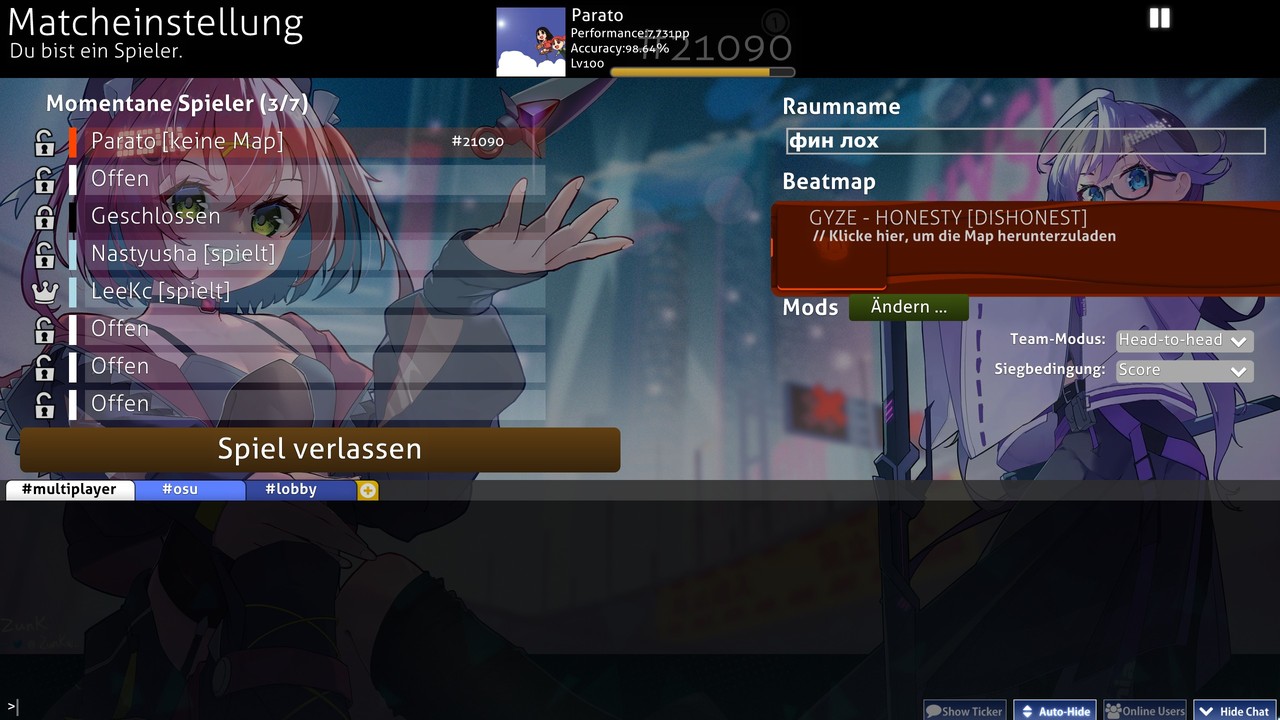 Matcheinstellung
Du bist ein Spieler.
Parato
Performance:7,731pp
Accuracy:98.64%
Lv100
#21090
1
Momentane Spieler (3/7)
Parato [keine Map]
#21090
Offen
Geschlossen
Nastyusha [spielt]
LeeKc [spielt]
Offen
Offen
Offen
Spiel verlassen
Raumname
фин лох
Beatmap
GYZE - HONESTY [DISHONEST]
// Klicke hier, um die Map herunterzuladen
Mods
Ändern ...
Team-Modus: Head-to-head
Siegbedingung: Score
#multiplayer
#osu
#lobby
>
Show Ticker
Auto-Hide
Online Users
Hide Chat